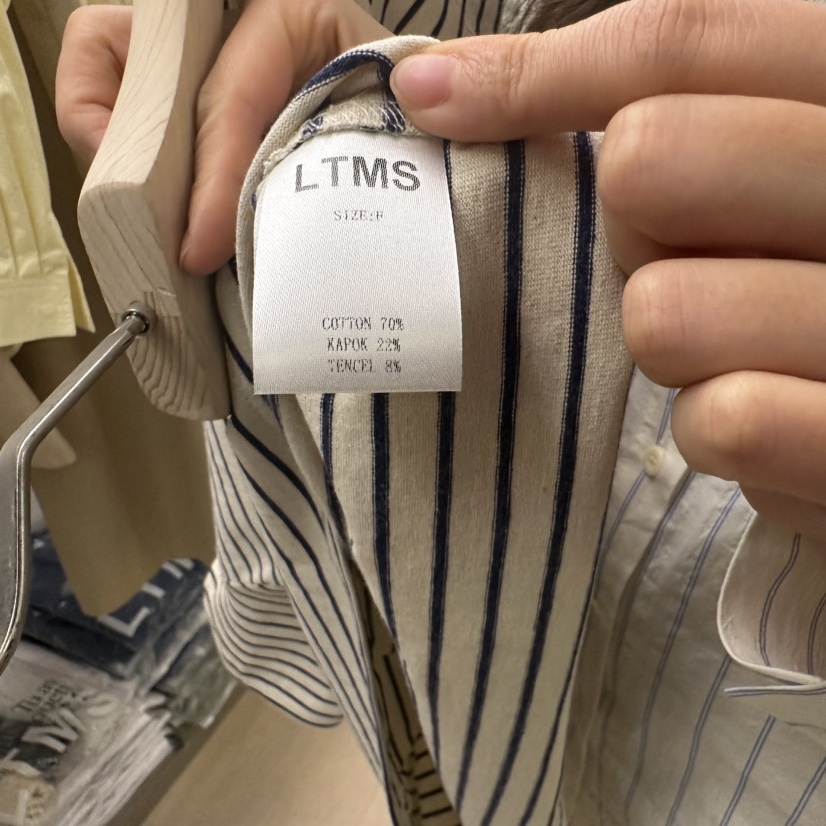 LTMS
SIZE:F
COTTON 70%
KAPOK 22%
TENCEL 8%